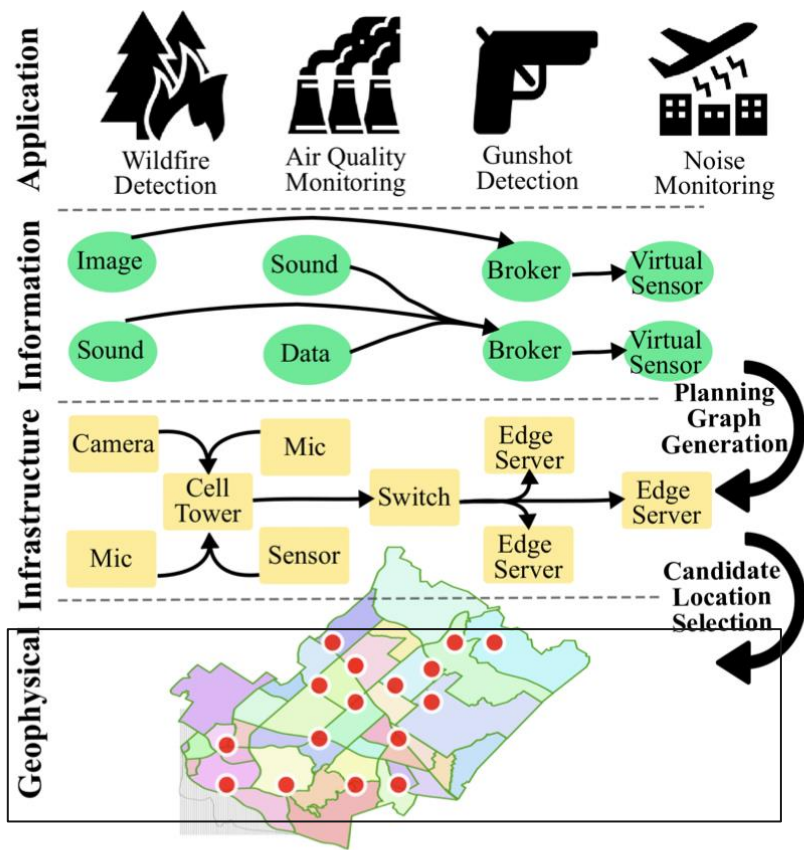 Application
Wildfire
Detection
Air Quality
Monitoring
Gunshot
Detection
Noise
Monitoring
Information
Image
Sound
Broker
Virtual
Sensor
Sound
Data
Broker
Virtual
Sensor
Planning
Graph
Generation
Infrastructure
Camera
Mic
Cell
Tower
Switch
Edge
Server
Edge
Server
Mic
Sensor
Edge
Server
Candidate
Location
Selection
Geophysical